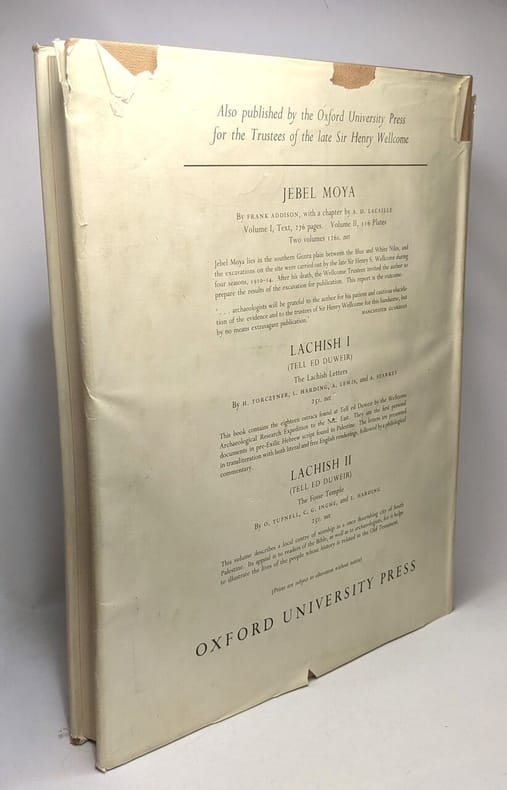 Also published by the Oxford University Press
for the Trustees of the late Sir Henry Wellcome
JEBEL MOYA
By FRANK ADDISON, with a chapter by A. D. LACAILLE
Volume I, Text, 276 pages Volume II, 116 Plates
Two volumes 126s. net
Jebel Moya lies in the southern Gezira plain between the Blue and White Niles, and
the excavations on the site were carried out by the late Sir Henry S. Wellcome during
four seasons, 1910-14. After his death, the Wellcome Trustees invited the author to
prepare the results of the excavation for publication. This is the outcome.
'. . . archaeologists will be grateful to the author for his patient and cautious
tion of the evidence and to the trustees of Sir Henry Wellcome for this handsome, but
by no means extravagant publication.' MANCHESTER GUARDIAN
LACHISH I
(TELL ED DUWEIR)
The Lachish Letters
By H. TORCZYNER, L. HARDING, A. LEWIS, and J. STARKEY
25s. net
This book contains the eighteen ostraca found at Tell ed Duweir by the Wellcome
Archaeological Research Expedition to the Near East. They are the first personal
documents in pre-Exilic Hebrew script found in Palestine. The letters are presented
in transliteration with both literal and free English renderings, followed by a philological
commentary.
LACHISH II
(TELL ED DUWEIR)
The Fosse Temple
By O. TUFNELL, C. G. INGHE, and L. HARDING
25s. net
This volume describes a local centre of worship in a once flourishing city of South
Palestine. Its appeal is to readers of the Bible, as well as to archaeologists, for it helps
to illustrate the lives of the people whose history is related in the Old Testament.
(Prices are subject to alteration without notice)
OXFORD UNIVERSITY PRESS